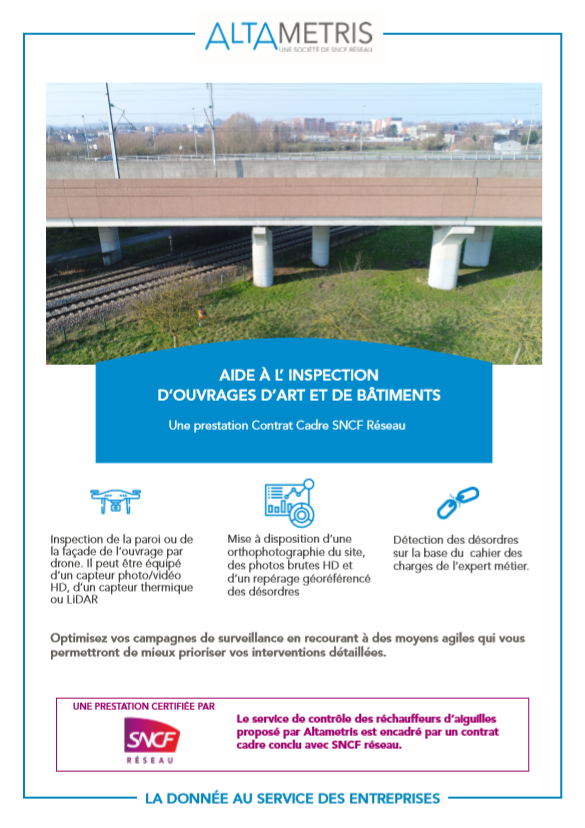 ALTAMETRIS
UNE SOCIÉTÉ DE SNCF RÉSEAU
AIDE À L' INSPECTION
D'OUVRAGES D'ART ET DE BÂTIMENTS
Une prestation Contrat Cadre SNCF Réseau
Inspection de la paroi ou de
la façade de l'ouvrage par
drone. Il peut être équipé
d'un capteur photo/vidéo
HD, d'un capteur thermique
ou LiDAR
Mise à disposition d'une
orthophotographie du site,
des photos brutes HD et
d'un repérage géoréférencé
des désordres
Détection des désordres
sur la base du cahier des
charges de l'expert métier.
Optimisez vos campagnes de surveillance en recourant à des moyens agiles qui vous
permettront de mieux prioriser vos interventions détaillées.
UNE PRESTATION CERTIFIÉE PAR
SNCF
RÉSEAU
Le service de contrôle des réchauffeurs d'aiguilles
proposé par Altametris est encadré par un contrat
cadre conclu avec SNCF réseau.
LA DONNÉE AU SERVICE DES ENTREPRISES